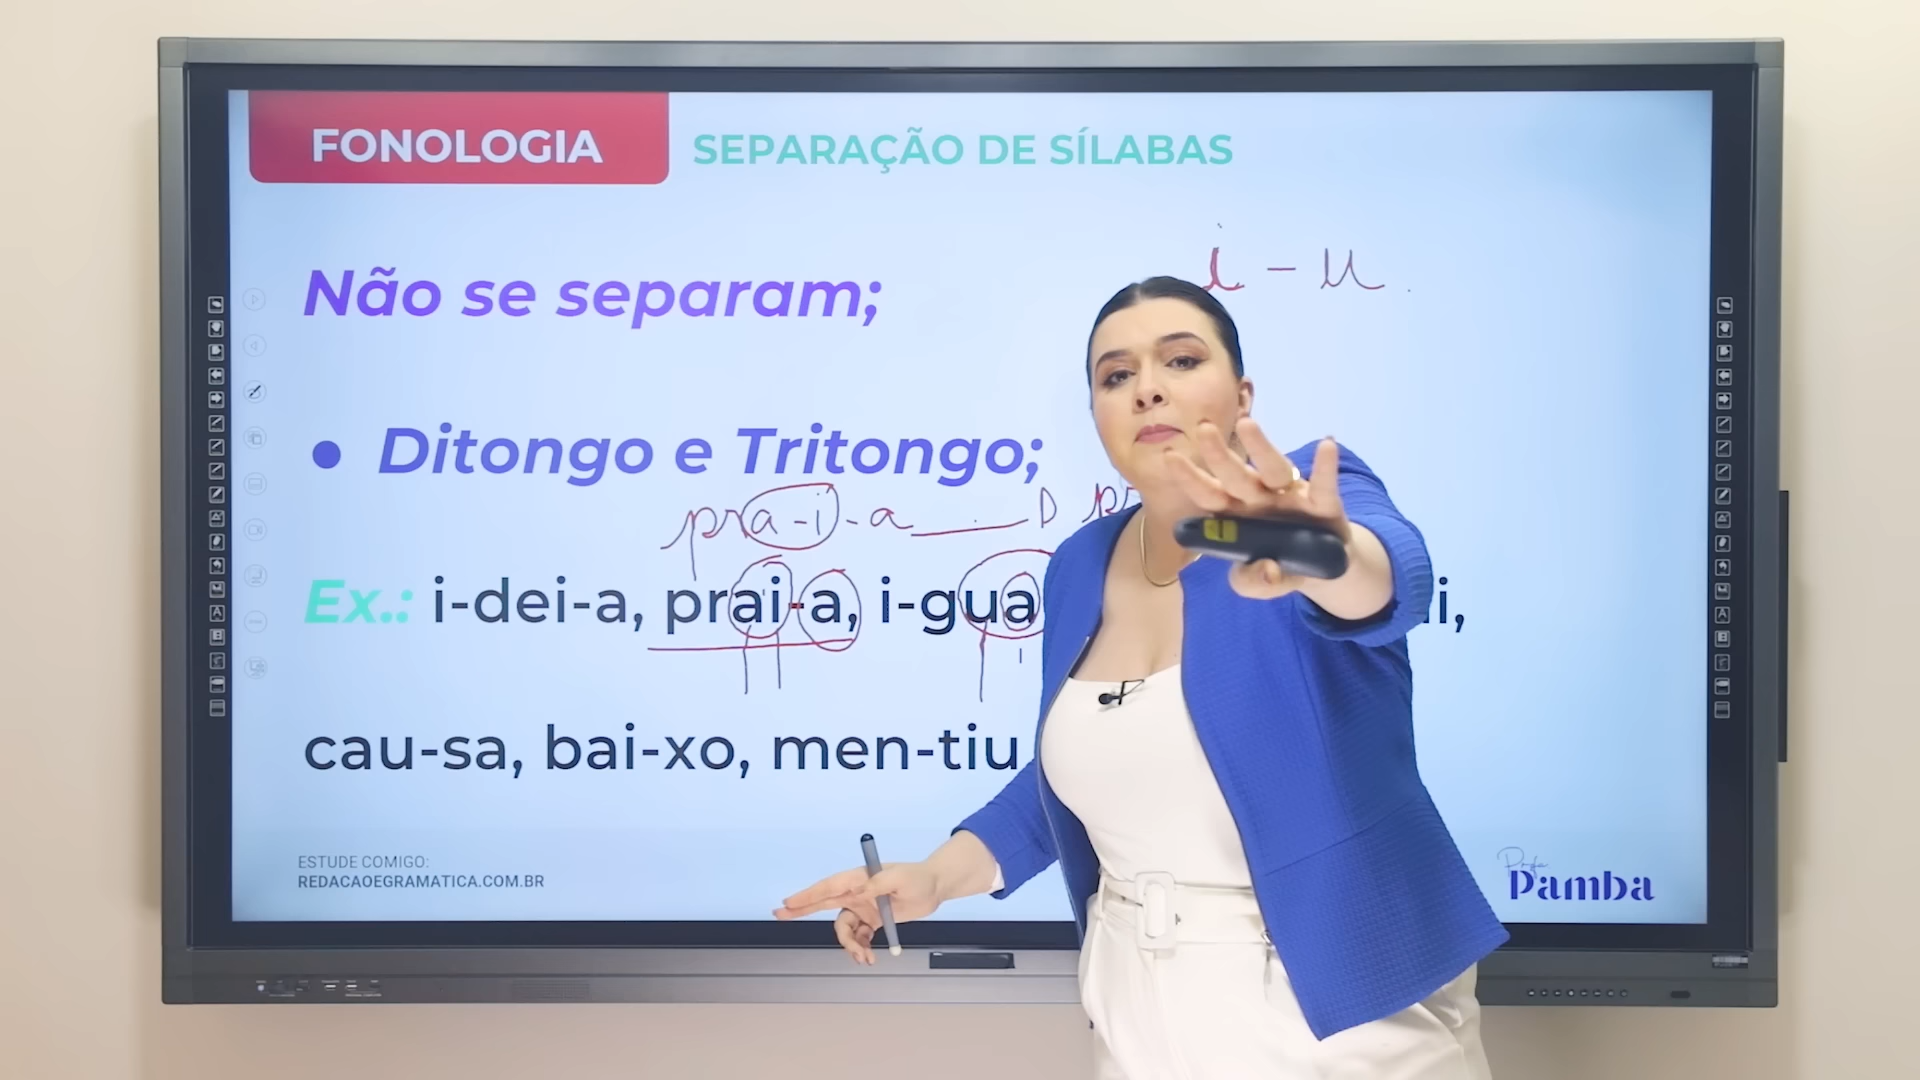 FONOLOGIA SEPARAÇÃO DE SÍLABAS
i - u
Não se separam;
● Ditongo e Tritongo;
pra-i-a
Ex.: i-dei-a, prai-a, i-gua
cau-sa, bai-xo, men-tiu
ESTUDE COMIGO:
REDACAOEGRAMATICA.COM.BR
Profa
Pamba